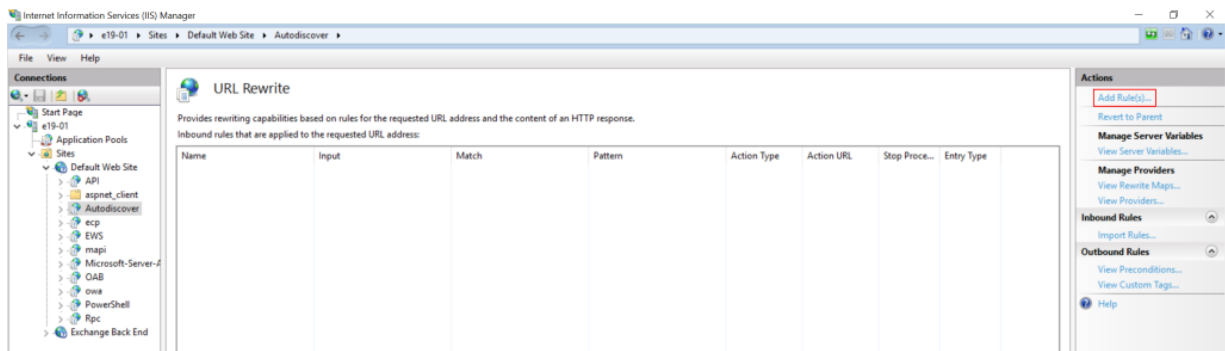 Internet Information Services (IIS) Manager
e19-01 Sites Default Web Site Autodiscover
File View Help
Connections
Start Page
e19-01
Application Pools
Sites
Default Web Site
API
aspnet_client
Autodiscover
ecp
EWS
mapi
Microsoft-Server-A
OAB
owa
PowerShell
Rpc
Exchange Back End
URL Rewrite
Provides rewriting capabilities based on rules for the requested URL address and the content of an HTTP response.
Inbound rules that are applied to the requested URL address:
Name Input Match Pattern Action Type Action URL Stop Proce... Entry Type
Actions
Add Rule(s)...
Revert to Parent
Manage Server Variables
View Server Variables...
Manage Providers
View Rewrite Maps...
View Providers...
Inbound Rules
Import Rules...
Outbound Rules
View Preconditions...
View Custom Tags...
Help